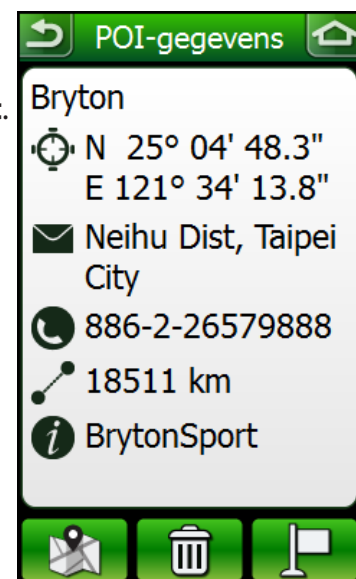 POI-gegevens
Bryton
N 25° 04' 48.3"
E 121° 34' 13.8"
Neihu Dist, Taipei
City
886-2-26579888
18511 km
i BrytonSport